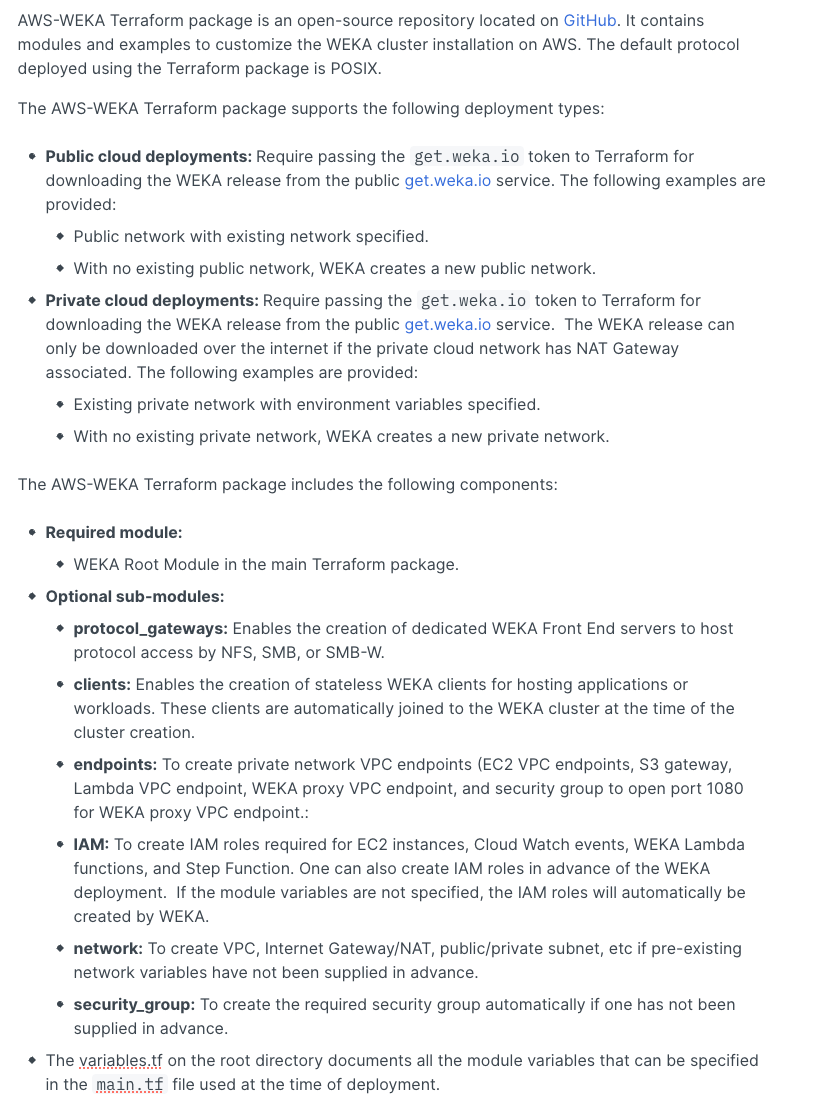 AWS-WEKA Terraform package is an open-source repository located on GitHub. It contains
modules and examples to customize the WEKA cluster installation on AWS. The default protocol
deployed using the Terraform package is POSIX.
The AWS-WEKA Terraform package supports the following deployment types:
Public cloud deployments: Require passing the get.weka.io token to Terraform for
downloading the WEKA release from the public get.weka.io service. The following examples are
provided:
Public network with existing network specified.
With no existing public network, WEKA creates a new public network.
Private cloud deployments: Require passing the get.weka.io token to Terraform for
downloading the WEKA release from the public get.weka.io service.  The WEKA release can
only be downloaded over the internet if the private cloud network has NAT Gateway
associated. The following examples are provided:
Existing private network with environment variables specified.
With no existing private network, WEKA creates a new private network.
The AWS-WEKA Terraform package includes the following components:
Required module:
WEKA Root Module in the main Terraform package.
Optional sub-modules:
protocol_gateways: Enables the creation of dedicated WEKA Front End servers to host
protocol access by NFS, SMB, or SMB-W.
clients: Enables the creation of stateless WEKA clients for hosting applications or
workloads. These clients are automatically joined to the WEKA cluster at the time of the
cluster creation.
endpoints: To create private network VPC endpoints (EC2 VPC endpoints, S3 gateway,
Lambda VPC endpoint, WEKA proxy VPC endpoint, and security group to open port 1080
for WEKA proxy VPC endpoint.:
IAM: To create IAM roles required for EC2 instances, Cloud Watch events, WEKA Lambda
functions, and Step Function. One can also create IAM roles in advance of the WEKA
deployment.  If the module variables are not specified, the IAM roles will automatically be
created by WEKA.
network: To create VPC, Internet Gateway/NAT, public/private subnet, etc if pre-existing
network variables have not been supplied in advance.
security_group: To create the required security group automatically if one has not been
supplied in advance.
The variables.tf on the root directory documents all the module variables that can be specified
in the main.tf file used at the time of deployment.